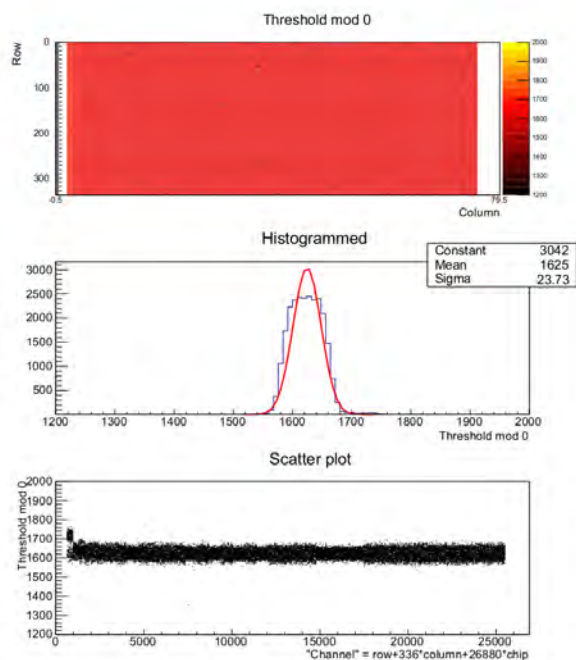 Threshold mod 0
Row
0
100
200
300
-0.5
79.5
Column
2000
1900
1800
1700
1600
1500
1400
1300
1200
Histogrammed
Constant 3042
Mean 1625
Sigma 23.73
3000
2500
2000
1500
1000
500
1200 1300 1400 1500 1600 1700 1800 1900 2000
Threshold mod 0
Scatter plot
Threshold mod 0
2000
1900
1800
1700
1600
1500
1400
1300
1200
0 5000 10000 15000 20000 25000
"Channel" = row+336*column+26880*chip